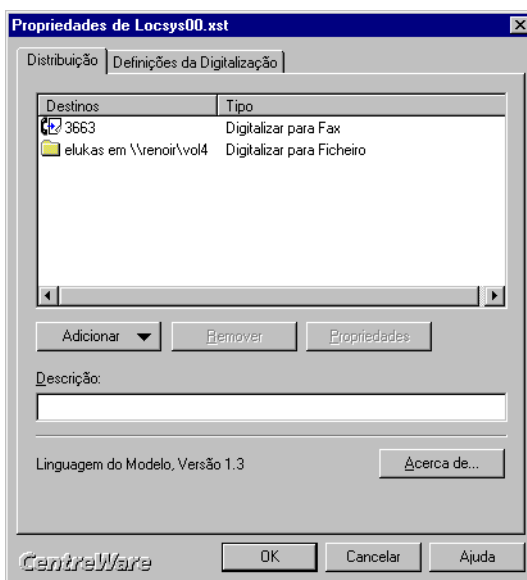 Propriedades de Locsys00.xst
Distribuição Definições da Digitalização
Destinos Tipo
3663 Digitalizar para Fax
elukas em \\renoir\vol4 Digitalizar para Ficheiro
Adicionar Remover Propriedades
Descrição:
Linguagem do Modelo, Versão 1.3 Acerca de...
CentreWare OK Cancelar Ajuda